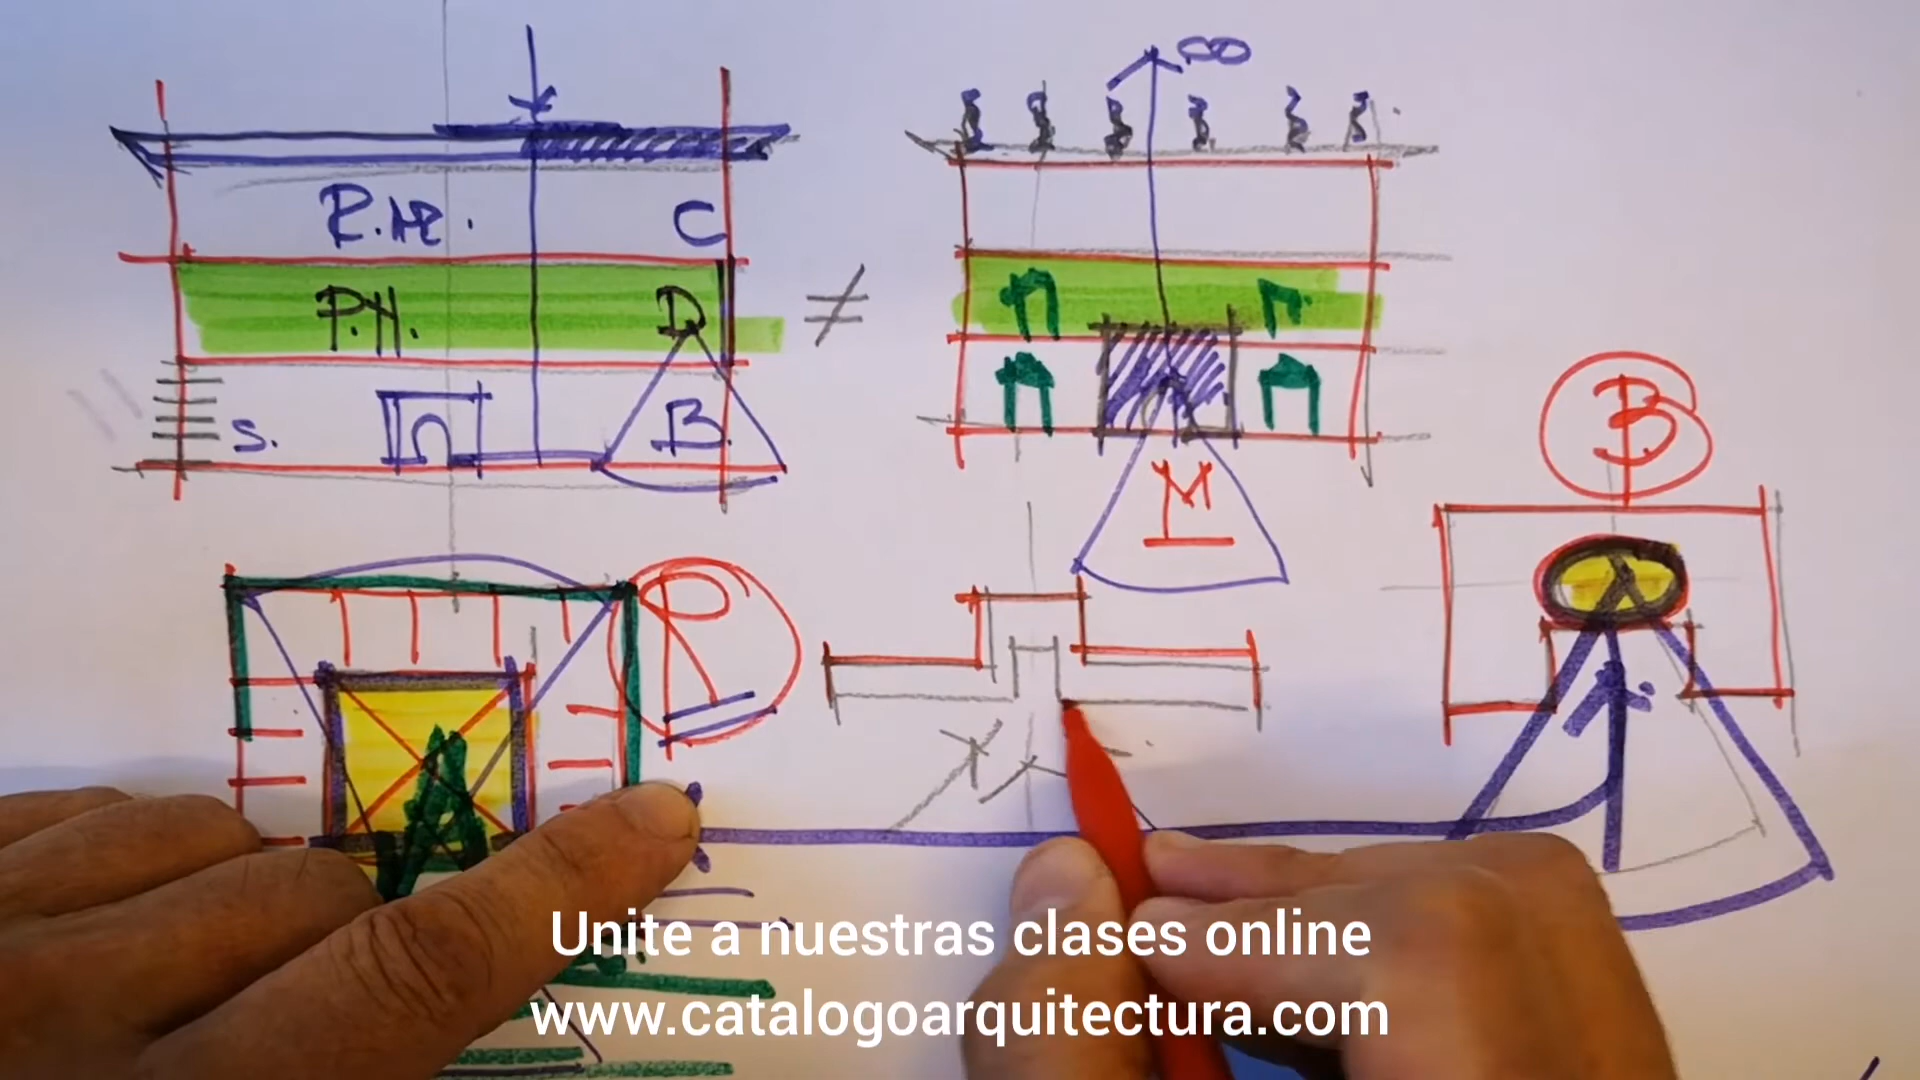 ∞
R.M. C
P.H. D
≠
S. B.
M
B
R
A
Unite a nuestras clases online
www.catalogoarquitectura.com